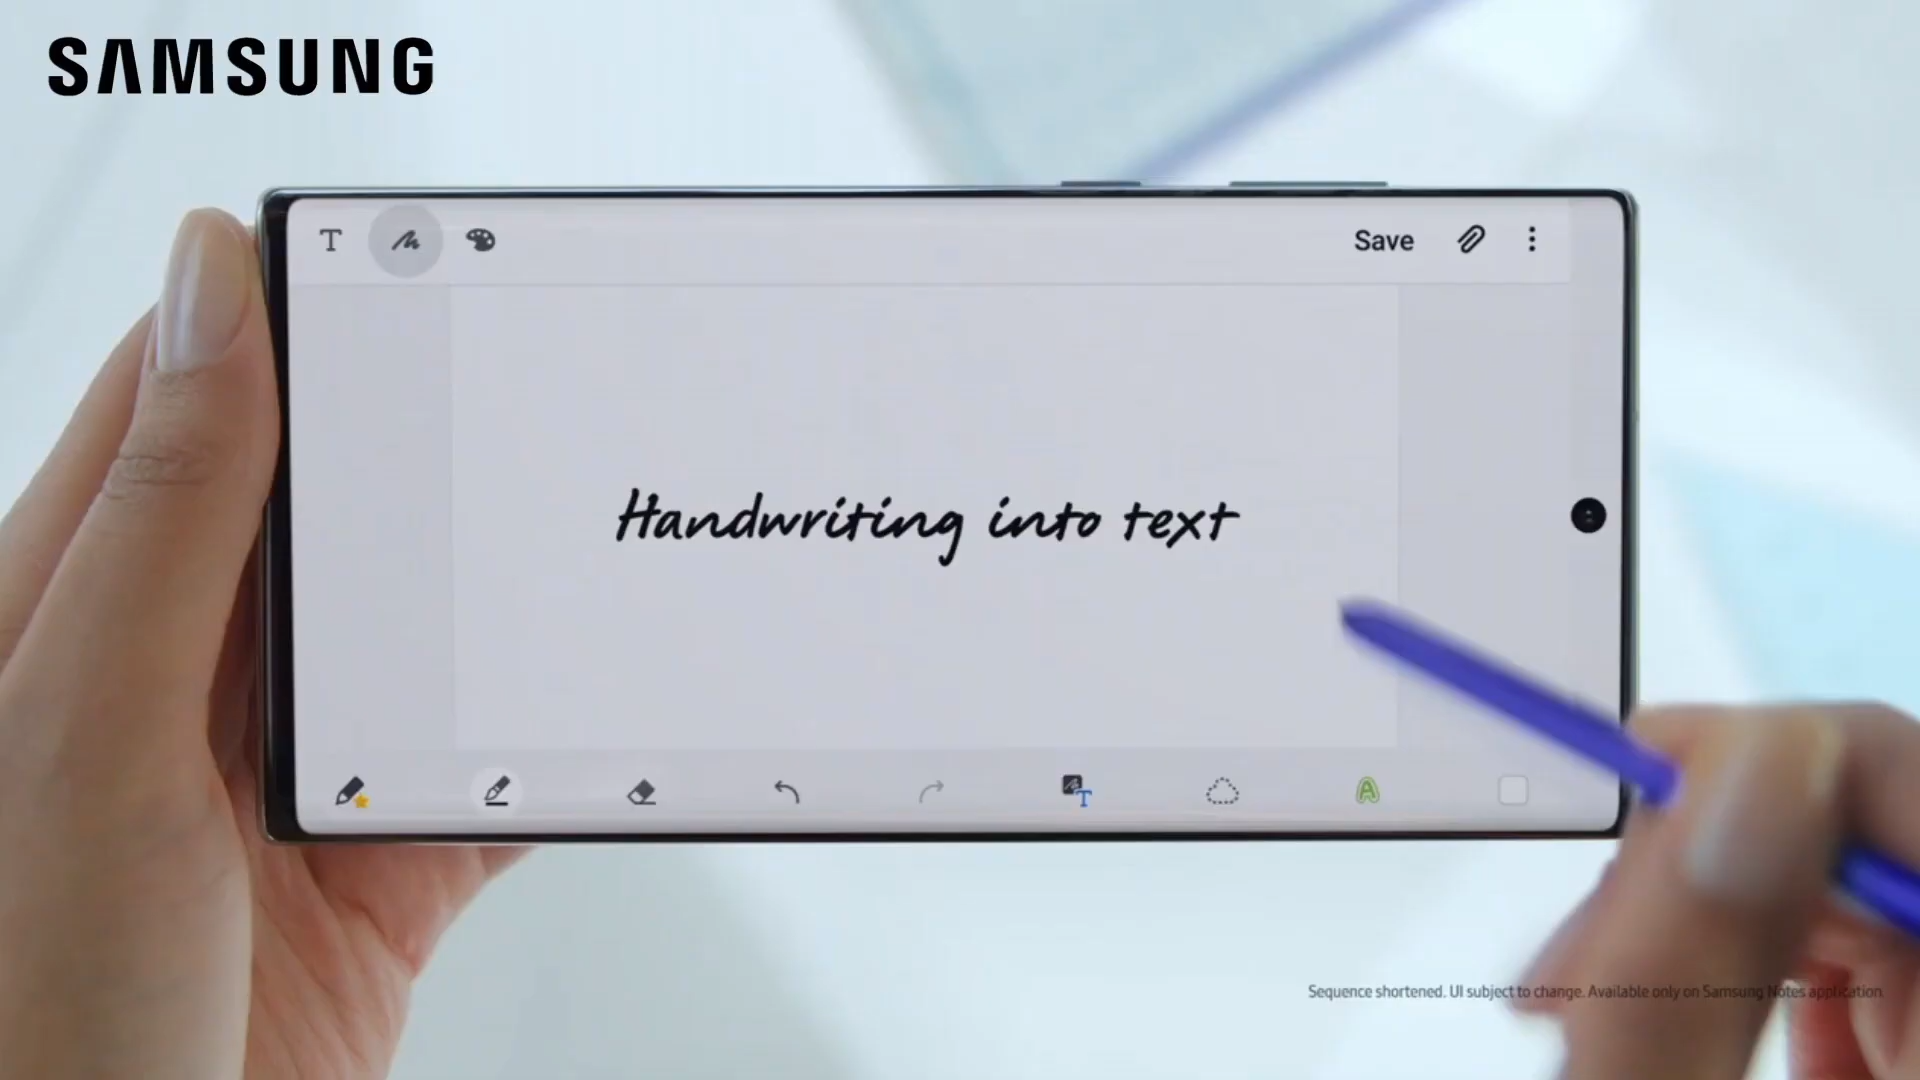 SAMSUNG
T
Save
Handwriting into text
T
A
Sequence shortened. UI subject to change. Available only on Samsung Notes application.